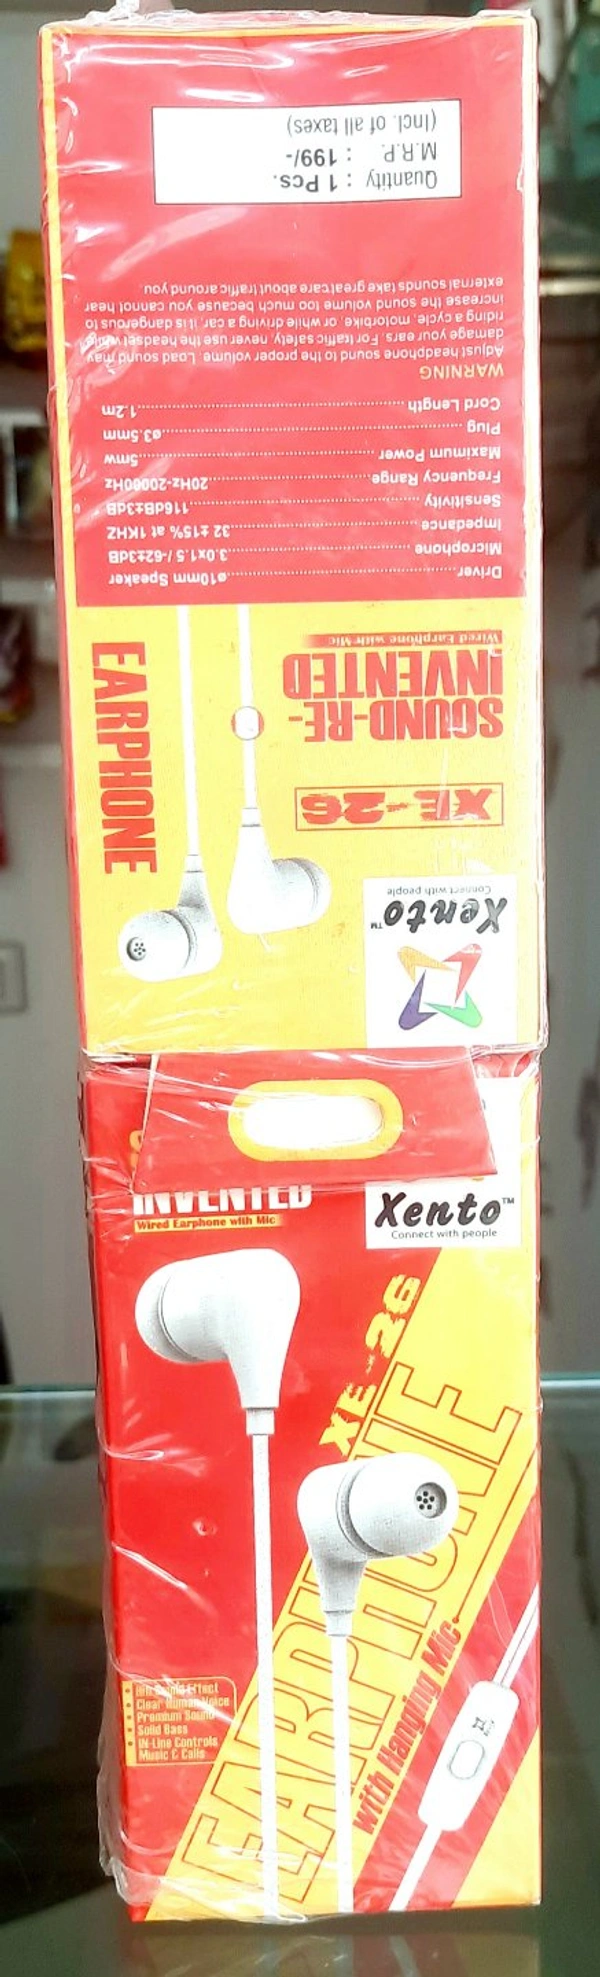 Xento™
Connect with people
XE-26
SOUND-RE-
INVENTED
Wired Earphone with Mic
EARPHONE
Driver ø10mm Speaker
Microphone 3.0x1.5 /-62±3dB
Impedance 32 ±15% at 1KHZ
Sensitivity 116dB±3dB
Frequency Range 20Hz-20000Hz
Maximum Power 5mw
Plug ø3.5mm
Cord Length 1.2m
WARNING
Adjust headphone sound to the proper volume. Load sound may
damage your ears. For traffic safety, never use the headset while
riding a cycle, motorbike, or while driving a car, it is dangerous to
increase the sound volume too much because you cannot hear
external sounds take great care about traffic around you.
Quantity : 1 Pcs.
M.R.P. : 199/-
(Incl. of all taxes)
INVENTED
Wired Earphone with Mic
Xento™
Connect with people
XE-26
EARPHONE
with Hanging Mic
Sound Effect
Clear Human Voice
Premium Sound
Solid Bass
IN-Line Controls
Music & Calls